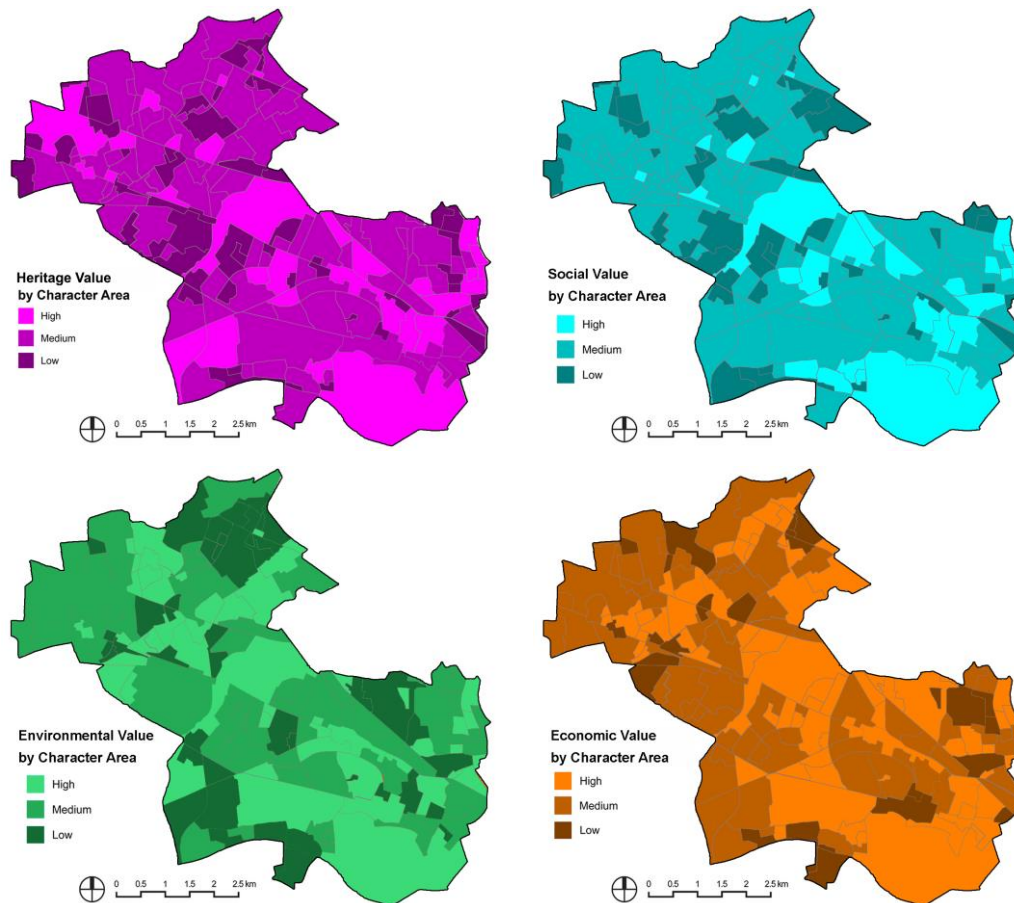 Heritage Value
by Character Area
High
Medium
Low
0 0.5 1 1.5 2 2.5 km
Social Value
by Character Area
High
Medium
Low
0 0.5 1 1.5 2 2.5 km
Environmental Value
by Character Area
High
Medium
Low
0 0.5 1 1.5 2 2.5 km
Economic Value
by Character Area
High
Medium
Low
0 0.5 1 1.5 2 2.5 km